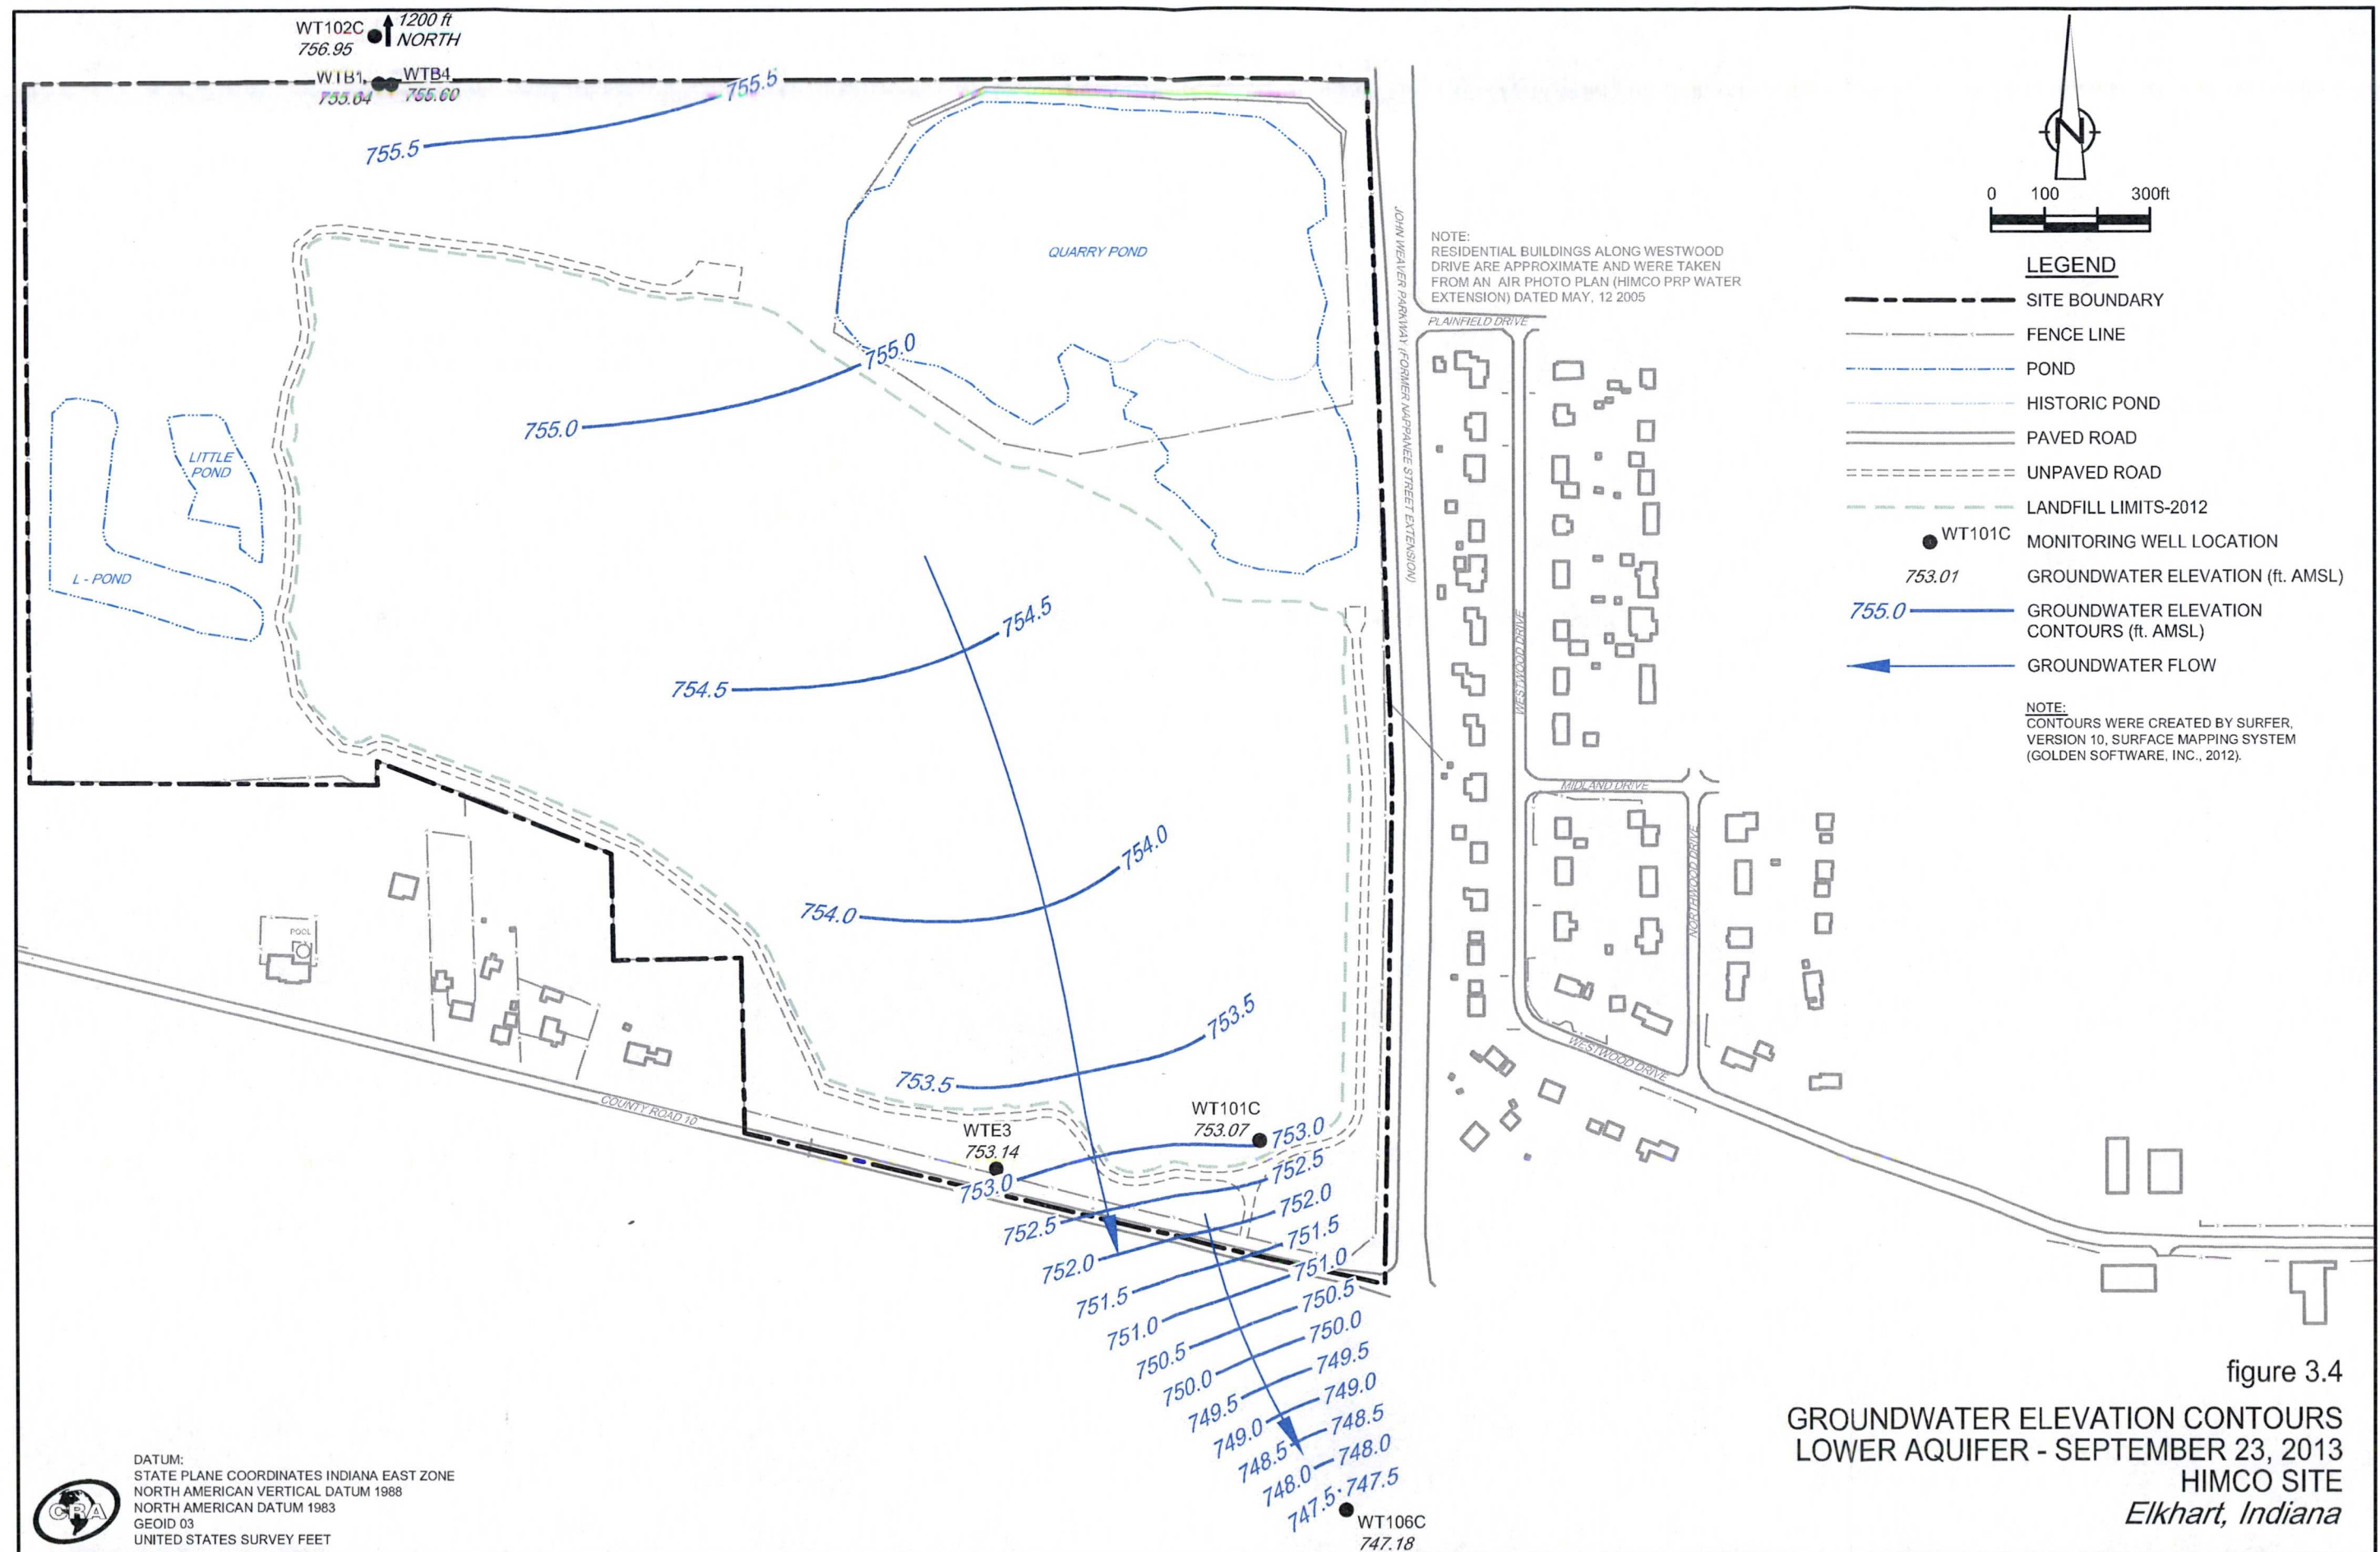 WT102C
756.95
1200 ft
NORTH
WTB1
755.64
WTB4
755.60
755.5
755.5
QUARRY POND
JOHN WEAVER PARKWAY (FORMER NAPPANEE STREET EXTENSION)
NOTE:
RESIDENTIAL BUILDINGS ALONG WESTWOOD
DRIVE ARE APPROXIMATE AND WERE TAKEN
FROM AN AIR PHOTO PLAN (HIMCO PRP WATER
EXTENSION) DATED MAY, 12 2005
PLAINFIELD DRIVE
N
0 100 300ft
LEGEND
SITE BOUNDARY
FENCE LINE
POND
HISTORIC POND
PAVED ROAD
UNPAVED ROAD
LANDFILL LIMITS-2012
WT101C MONITORING WELL LOCATION
753.01 GROUNDWATER ELEVATION (ft. AMSL)
755.0 GROUNDWATER ELEVATION
CONTOURS (ft. AMSL)
GROUNDWATER FLOW
NOTE:
CONTOURS WERE CREATED BY SURFER,
VERSION 10, SURFACE MAPPING SYSTEM
(GOLDEN SOFTWARE, INC., 2012).
755.0
755.0
LITTLE
POND
L - POND
754.5
754.5
WESTWOOD DRIVE
MIDLAND DRIVE
NORTHWOOD DRIVE
WESTWOOD DRIVE
754.0
754.0
POOL
COUNTY ROAD 10
753.5
753.5
WT101C
753.07
WTE3
753.14
753.0
753.0
752.5
752.5
752.0
752.0
751.5
751.5
751.0
751.0
750.5
750.5
750.0
750.0
749.5
749.5
749.0
749.0
748.5
748.5
748.0
748.0
747.5
747.5
WT106C
747.18
CRA
DATUM:
STATE PLANE COORDINATES INDIANA EAST ZONE
NORTH AMERICAN VERTICAL DATUM 1988
NORTH AMERICAN DATUM 1983
GEOID 03
UNITED STATES SURVEY FEET
figure 3.4
GROUNDWATER ELEVATION CONTOURS
LOWER AQUIFER - SEPTEMBER 23, 2013
HIMCO SITE
Elkhart, Indiana